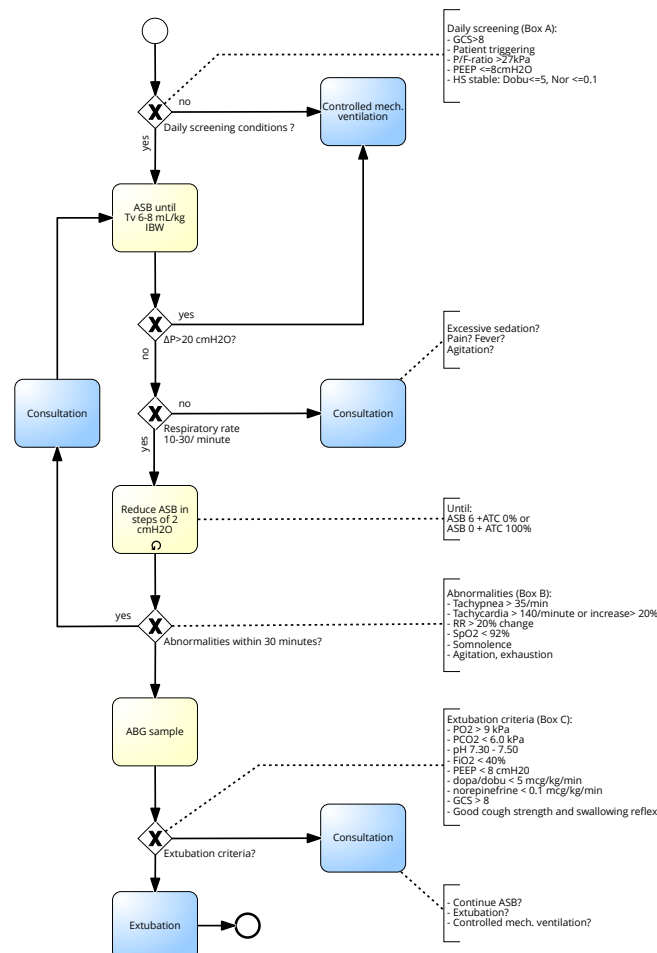 Daily screening (Box A):
- GCS>8
- Patient triggering
- P/F-ratio >27kPa
- PEEP <=8cmH2O
- HS stable: Dobu<=5, Nor <=0.1
no
Controlled mech.
ventilation
Daily screening conditions ?
yes
ASB until
Tv 6-8 mL/kg
IBW
yes
ΔP>20 cmH2O?
no
Excessive sedation?
Pain? Fever?
Agitation?
Consultation
no
Consultation
Respiratory rate
10-30/ minute
yes
Reduce ASB in
steps of 2
cmH2O
Until:
ASB 6 +ATC 0% or
ASB 0 + ATC 100%
yes
Abnormalities within 30 minutes?
Abnormalities (Box B):
- Tachypnea > 35/min
- Tachycardia > 140/minute or increase> 20%
- RR > 20% change
- SpO2 < 92%
- Somnolence
- Agitation, exhaustion
ABG sample
Extubation criteria (Box C):
- PO2 > 9 kPa
- PCO2 < 6.0 kPa
- pH 7.30 - 7.50
- FiO2 < 40%
- PEEP < 8 cmH20
- dopa/dobu < 5 mcg/kg/min
- norepinefrine < 0.1 mcg/kg/min
- GCS > 8
- Good cough strength and swallowing reflex
Consultation
Extubation criteria?
- Continue ASB?
- Extubation?
- Controlled mech. ventilation?
Extubation